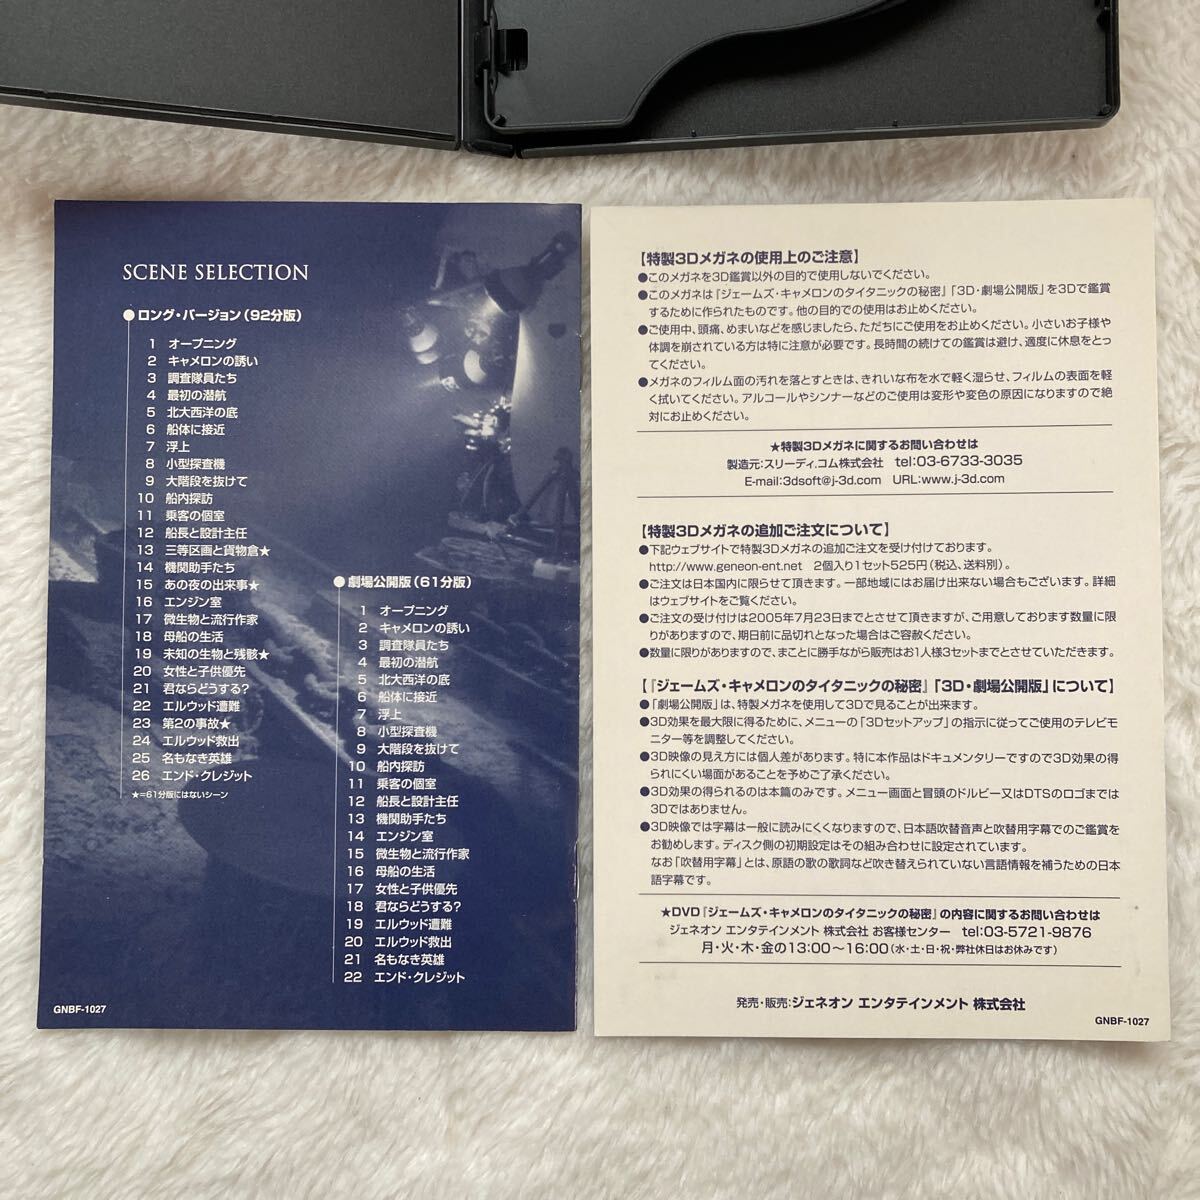 SCENE SELECTION
●ロング・バージョン(92分版)
1 オープニング
2 キャメロンの誘い
3 調査隊員たち
4 最初の潜航
5 北大西洋の底
6 船体に接近
7 浮上
8 小型探査機
9 大階段を抜けて
10 船内探訪
11 乗客の個室
12 船長と設計主任
13 三等区画と貨物倉★
14 機関助手たち
15 あの夜の出来事★
16 エンジン室
17 微生物と流行作家
18 母船の生活
19 未知の生物と残骸★
20 女性と子供優先
21 君ならどうする?
22 エルウッド遭難
23 第2の事故★
24 エルウッド救出
25 名もなき英雄
26 エンド・クレジット
★=61分版にはないシーン
●劇場公開版(61分版)
1 オープニング
2 キャメロンの誘い
3 調査隊員たち
4 最初の潜航
5 北大西洋の底
6 船体に接近
7 浮上
8 小型探査機
9 大階段を抜けて
10 船内探訪
11 乗客の個室
12 船長と設計主任
13 機関助手たち
14 エンジン室
15 微生物と流行作家
16 母船の生活
17 女性と子供優先
18 君ならどうする?
19 エルウッド遭難
20 エルウッド救出
21 名もなき英雄
22 エンド・クレジット
GNBF-1027
【特製3Dメガネの使用上のご注意】
●このメガネを3D鑑賞以外の目的で使用しないでください。
●このメガネは『ジェームズ・キャメロンのタイタニックの秘密』「3D・劇場公開版」を3Dで鑑賞
するために作られたものです。他の目的での使用はお止めください。
●ご使用中、頭痛、めまいなどを感じましたら、ただちにご使用をお止めください。小さいお子様や
体調を崩されている方は特に注意が必要です。長時間の続けての鑑賞は避け、適度に休息をとっ
てください。
●メガネのフィルム面の汚れを落とすときは、きれいな布を水で軽く湿らせ、フィルムの表面を軽
く拭いてください。アルコールやシンナーなどのご使用は変形や変色の原因になりますので絶
対にお止めください。
★特製3Dメガネに関するお問い合わせは
製造元:スリーディ.コム株式会社 tel:03-6733-3035
E-mail:3dsoft@j-3d.com URL:www.j-3d.com
【特製3Dメガネの追加ご注文について】
●下記ウェブサイトで特製3Dメガネの追加ご注文を受け付けております。
http://www.geneon-ent.net 2個入り1セット525円(税込、送料別)。
●ご注文は日本国内に限らせて頂きます。一部地域にはお届け出来ない場合もございます。詳細
はウェブサイトをご覧ください。
●ご注文の受け付けは2005年7月23日までとさせて頂きますが、ご用意しております数量に限
りがありますので、期日前に品切れとなった場合はご容赦ください。
●数量に限りがありますので、まことに勝手ながら販売はお1人様3セットまでとさせていただきます。
【『ジェームズ・キャメロンのタイタニックの秘密』「3D・劇場公開版」について】
●「劇場公開版」は、特製メガネを使用して3Dで見ることが出来ます。
●3D効果を最大限に得るために、メニューの「3Dセットアップ」の指示に従ってご使用のテレビモ
ニター等を調整してください。
●3D映像の見え方には個人差があります。特に本作品はドキュメンタリーですので3D効果の得
られにくい場面があることを予めご了承ください。
●3D効果の得られるのは本篇のみです。メニュー画面と冒頭のドルビー又はDTSのロゴまでは
3Dではありません。
●3D映像では字幕は一般に読みにくくなりますので、日本語吹替音声と吹替用字幕でのご鑑賞を
お勧めします。ディスク側の初期設定はその組み合わせに設定されています。
なお「吹替用字幕」とは、原語の歌の歌詞など吹き替えられていない言語情報を補うための日本
語字幕です。
★DVD『ジェームズ・キャメロンのタイタニックの秘密』の内容に関するお問い合わせは
ジェネオン エンタテインメント 株式会社 お客様センター tel:03-5721-9876
月・火・木・金の13:00〜16:00(水・土・日・祝・弊社休日はお休みです)
発売・販売:ジェネオン エンタテインメント 株式会社
GNBF-1027